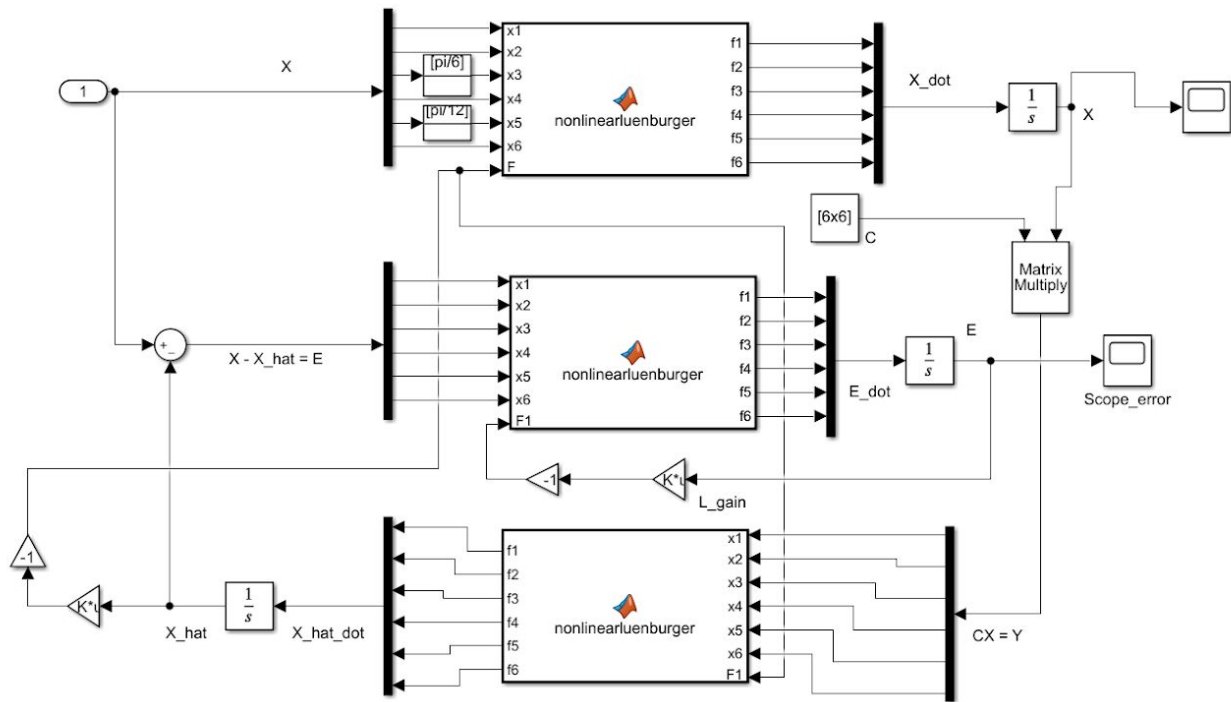 1
X
x1
x2
[pi/6]
x3
x4
[pi/12]
x5
x6
F
nonlinearluenburger
f1
f2
f3
f4
f5
f6
X_dot
1
s
X
[6x6]
C
Matrix
Multiply
+
_
X - X_hat = E
x1
x2
x3
x4
x5
x6
F1
nonlinearluenburger
f1
f2
f3
f4
f5
f6
E_dot
1
s
E
Scope_error
-1
K*u
L_gain
-1
K*u
X_hat
1
s
X_hat_dot
f1
f2
f3
f4
f5
f6
nonlinearluenburger
x1
x2
x3
x4
x5
x6
F1
CX = Y